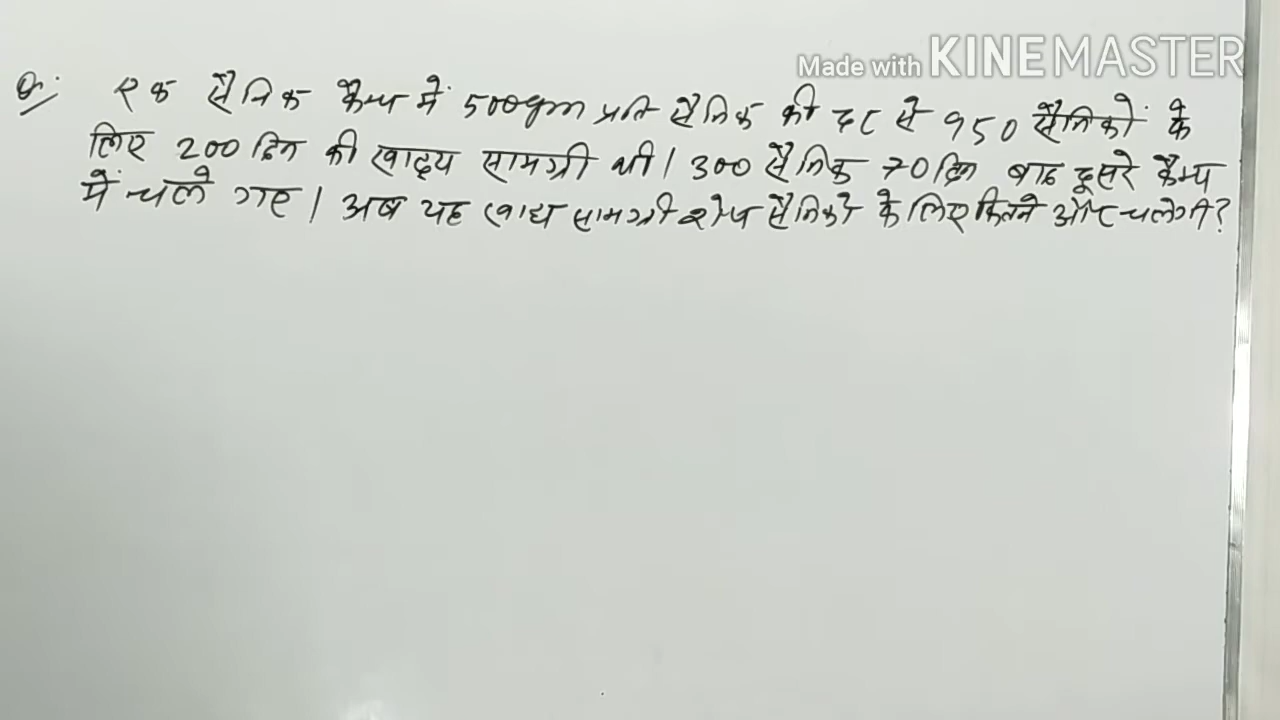 Made with KINEMASTER
Q: एक सैनिक कैम्प में 500gm प्रति सैनिक की दर से 950 सैनिकों के
लिए 200 दिन की खाद्य सामग्री थी। 300 सैनिक 70 दिन बाद दूसरे कैम्प
में चले गए। अब यह खाद्य सामग्री शेष सैनिकों के लिए कितने और चलेगी?